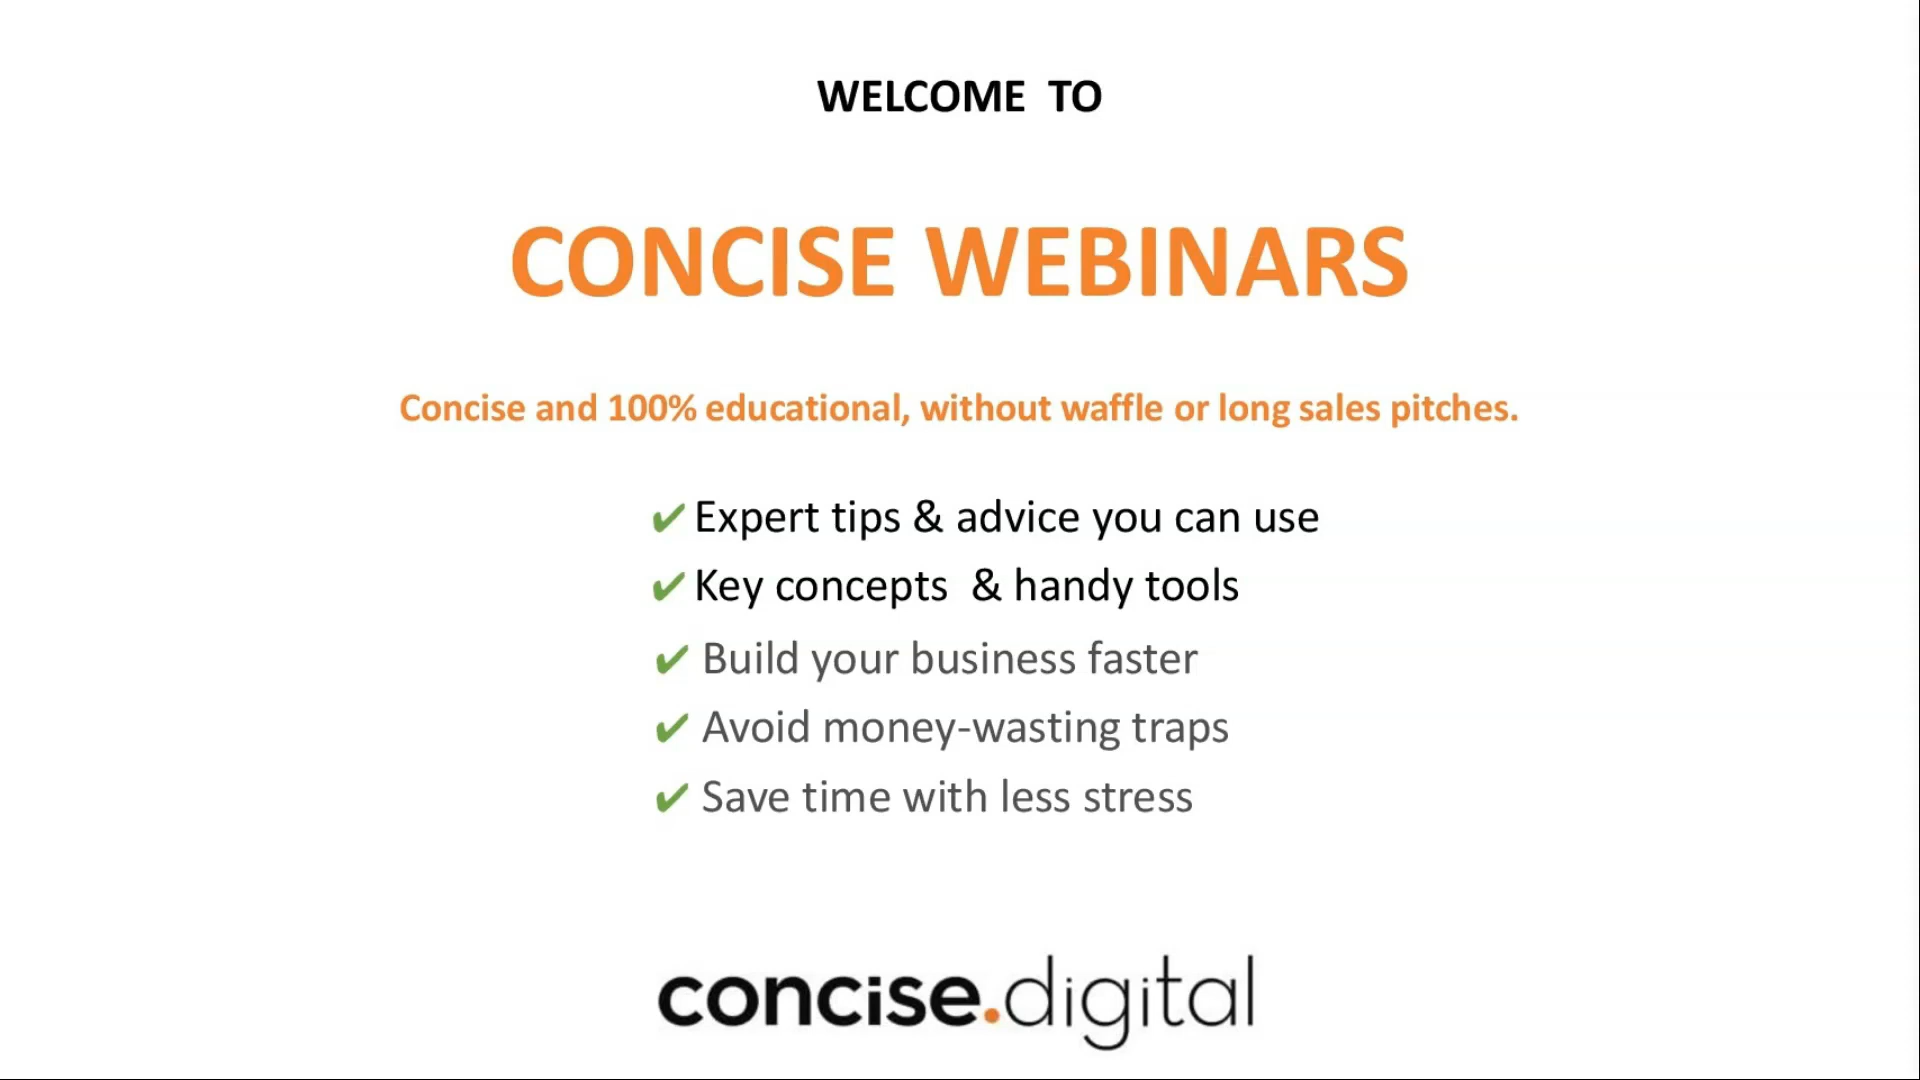 WELCOME TO
CONCISE WEBINARS
Concise and 100% educational, without waffle or long sales pitches.
✔ Expert tips & advice you can use
✔ Key concepts & handy tools
✔ Build your business faster
✔ Avoid money-wasting traps
✔ Save time with less stress
concise.digital